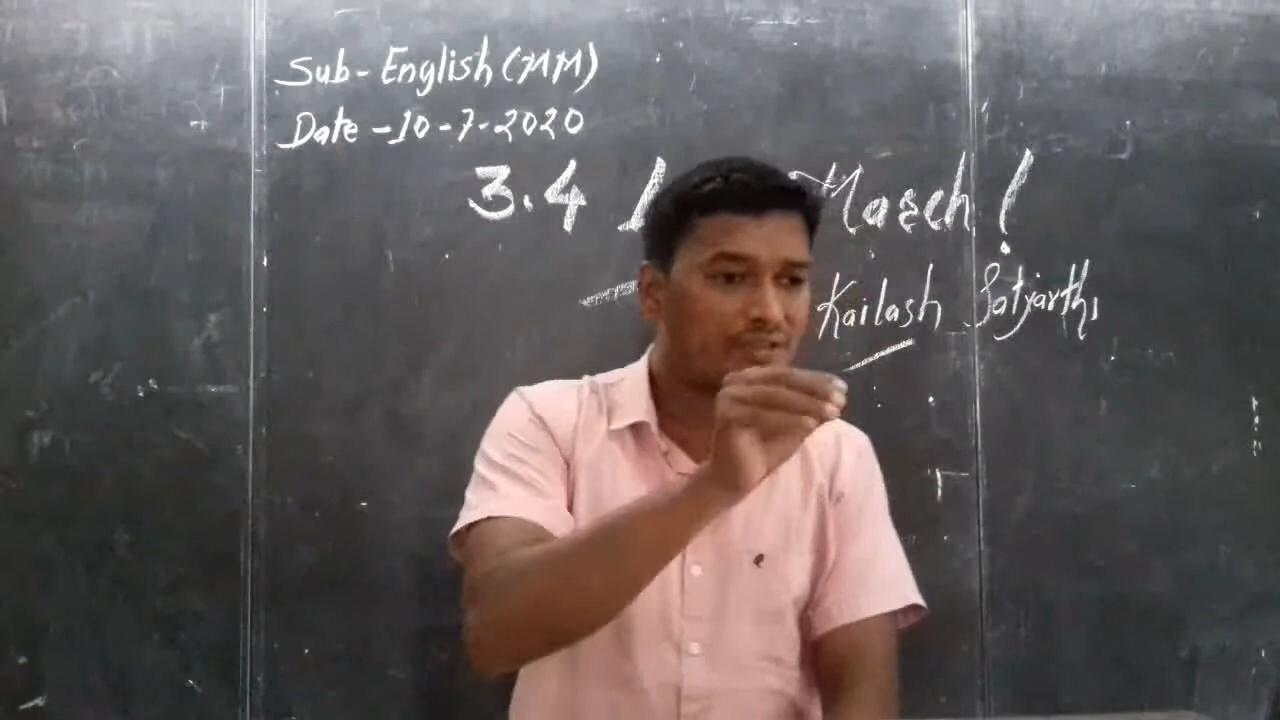 Sub- English (MM)
Date - 10-7-2020
3.4 March!
Kailash Satyarthi